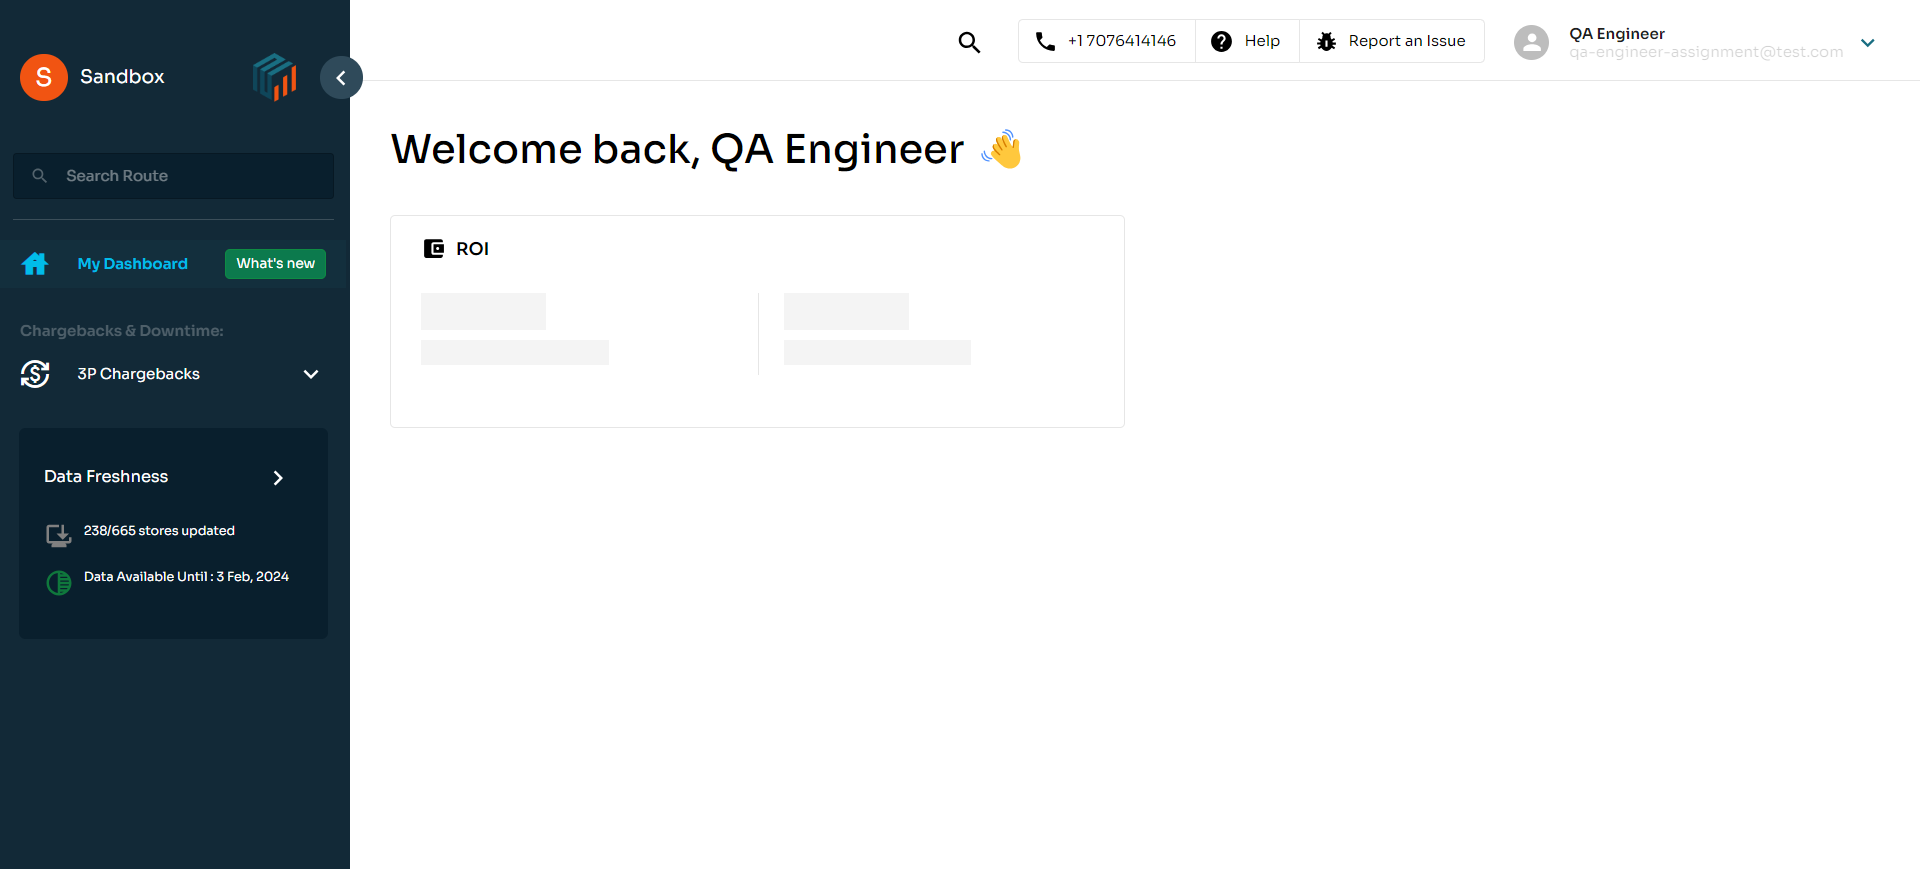 S Sandbox
Search Route
My Dashboard What's new
Chargebacks & Downtime:
3P Chargebacks
Data Freshness
238/665 stores updated
Data Available Until : 3 Feb, 2024
+1 7076414146 Help Report an Issue
QA Engineer
qa-engineer-assignment@test.com
Welcome back, QA Engineer 👋
ROI